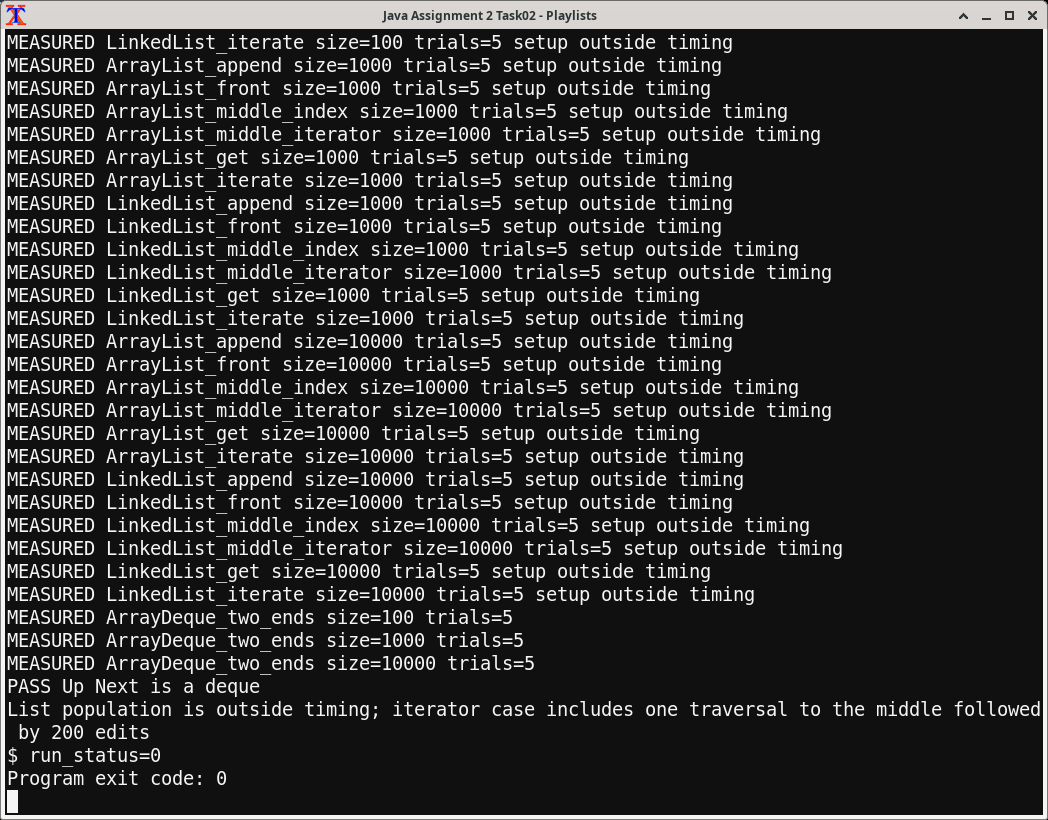 Java Assignment 2 Task02 - Playlists
MEASURED LinkedList_iterate size=100 trials=5 setup outside timing
MEASURED ArrayList_append size=1000 trials=5 setup outside timing
MEASURED ArrayList_front size=1000 trials=5 setup outside timing
MEASURED ArrayList_middle_index size=1000 trials=5 setup outside timing
MEASURED ArrayList_middle_iterator size=1000 trials=5 setup outside timing
MEASURED ArrayList_get size=1000 trials=5 setup outside timing
MEASURED ArrayList_iterate size=1000 trials=5 setup outside timing
MEASURED LinkedList_append size=1000 trials=5 setup outside timing
MEASURED LinkedList_front size=1000 trials=5 setup outside timing
MEASURED LinkedList_middle_index size=1000 trials=5 setup outside timing
MEASURED LinkedList_middle_iterator size=1000 trials=5 setup outside timing
MEASURED LinkedList_get size=1000 trials=5 setup outside timing
MEASURED LinkedList_iterate size=1000 trials=5 setup outside timing
MEASURED ArrayList_append size=10000 trials=5 setup outside timing
MEASURED ArrayList_front size=10000 trials=5 setup outside timing
MEASURED ArrayList_middle_index size=10000 trials=5 setup outside timing
MEASURED ArrayList_middle_iterator size=10000 trials=5 setup outside timing
MEASURED ArrayList_get size=10000 trials=5 setup outside timing
MEASURED ArrayList_iterate size=10000 trials=5 setup outside timing
MEASURED LinkedList_append size=10000 trials=5 setup outside timing
MEASURED LinkedList_front size=10000 trials=5 setup outside timing
MEASURED LinkedList_middle_index size=10000 trials=5 setup outside timing
MEASURED LinkedList_middle_iterator size=10000 trials=5 setup outside timing
MEASURED LinkedList_get size=10000 trials=5 setup outside timing
MEASURED LinkedList_iterate size=10000 trials=5 setup outside timing
MEASURED ArrayDeque_two_ends size=100 trials=5
MEASURED ArrayDeque_two_ends size=1000 trials=5
MEASURED ArrayDeque_two_ends size=10000 trials=5
PASS Up Next is a deque
List population is outside timing; iterator case includes one traversal to the middle followed
 by 200 edits
$ run_status=0
Program exit code: 0